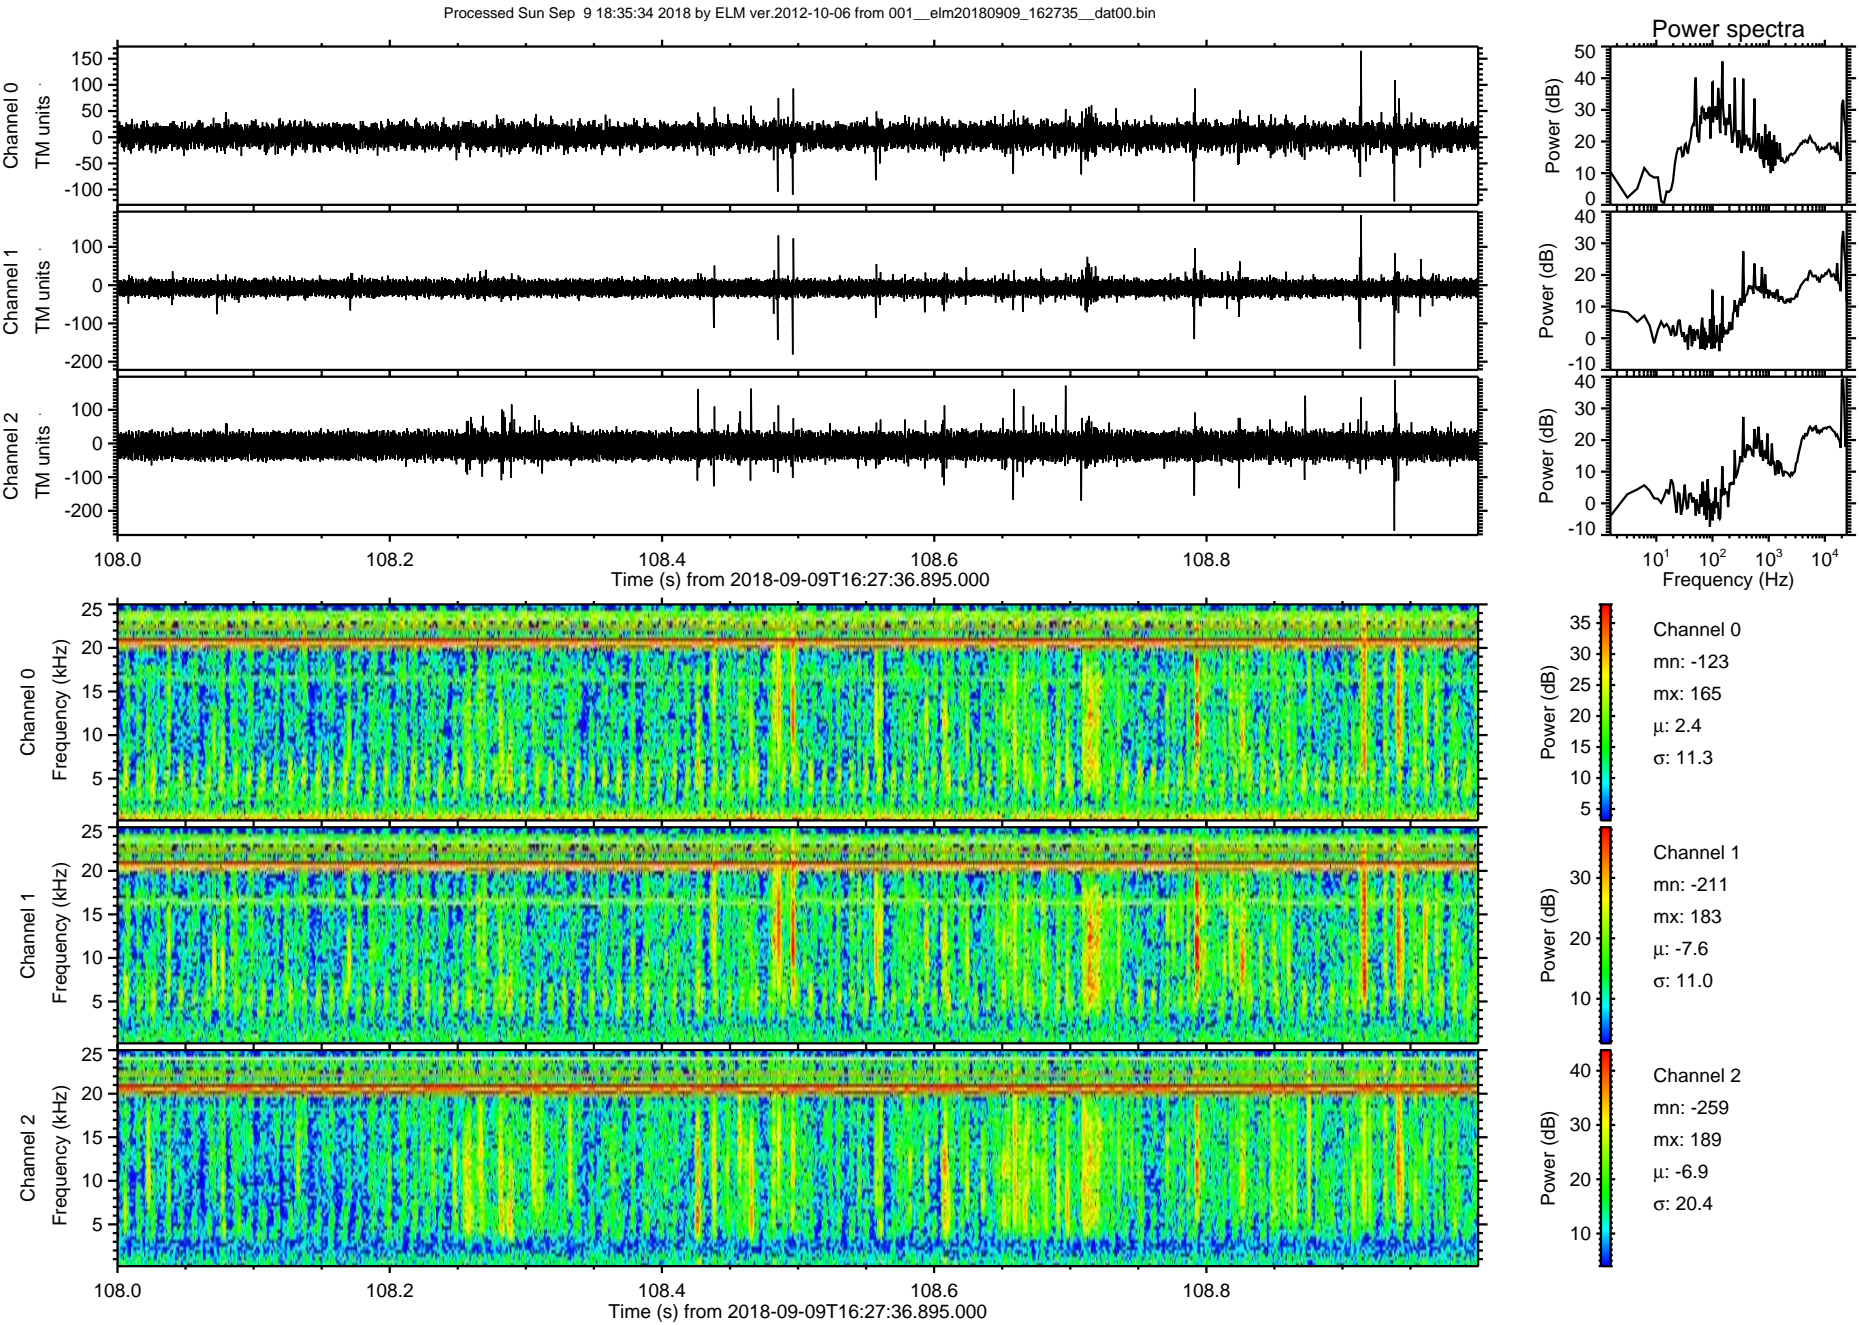 Processed Sun Sep 9 18:35:34 2018 by ELM ver.2012-10-06 from 001__elm20180909_162735__dat00.bin
Power spectra
Channel 0
TM units
150
100
50
0
-50
-100
Power (dB)
50
40
30
20
10
0
Channel 1
TM units
100
0
-100
-200
Power (dB)
40
30
20
10
0
-10
Channel 2
TM units
100
0
-100
-200
Power (dB)
40
30
20
10
0
-10
108.0
108.2
108.4
108.6
108.8
Time (s) from 2018-09-09T16:27:36.895.000
10^1
10^2
10^3
10^4
Frequency (Hz)
Channel 0
Frequency (kHz)
25
20
15
10
5
Power (dB)
35
30
25
20
15
10
5
Channel 0
mn: -123
mx: 165
μ: 2.4
σ: 11.3
Channel 1
Frequency (kHz)
25
20
15
10
5
Power (dB)
30
20
10
Channel 1
mn: -211
mx: 183
μ: -7.6
σ: 11.0
Channel 2
Frequency (kHz)
25
20
15
10
5
Power (dB)
40
30
20
10
Channel 2
mn: -259
mx: 189
μ: -6.9
σ: 20.4
108.0
108.2
108.4
108.6
108.8
Time (s) from 2018-09-09T16:27:36.895.000